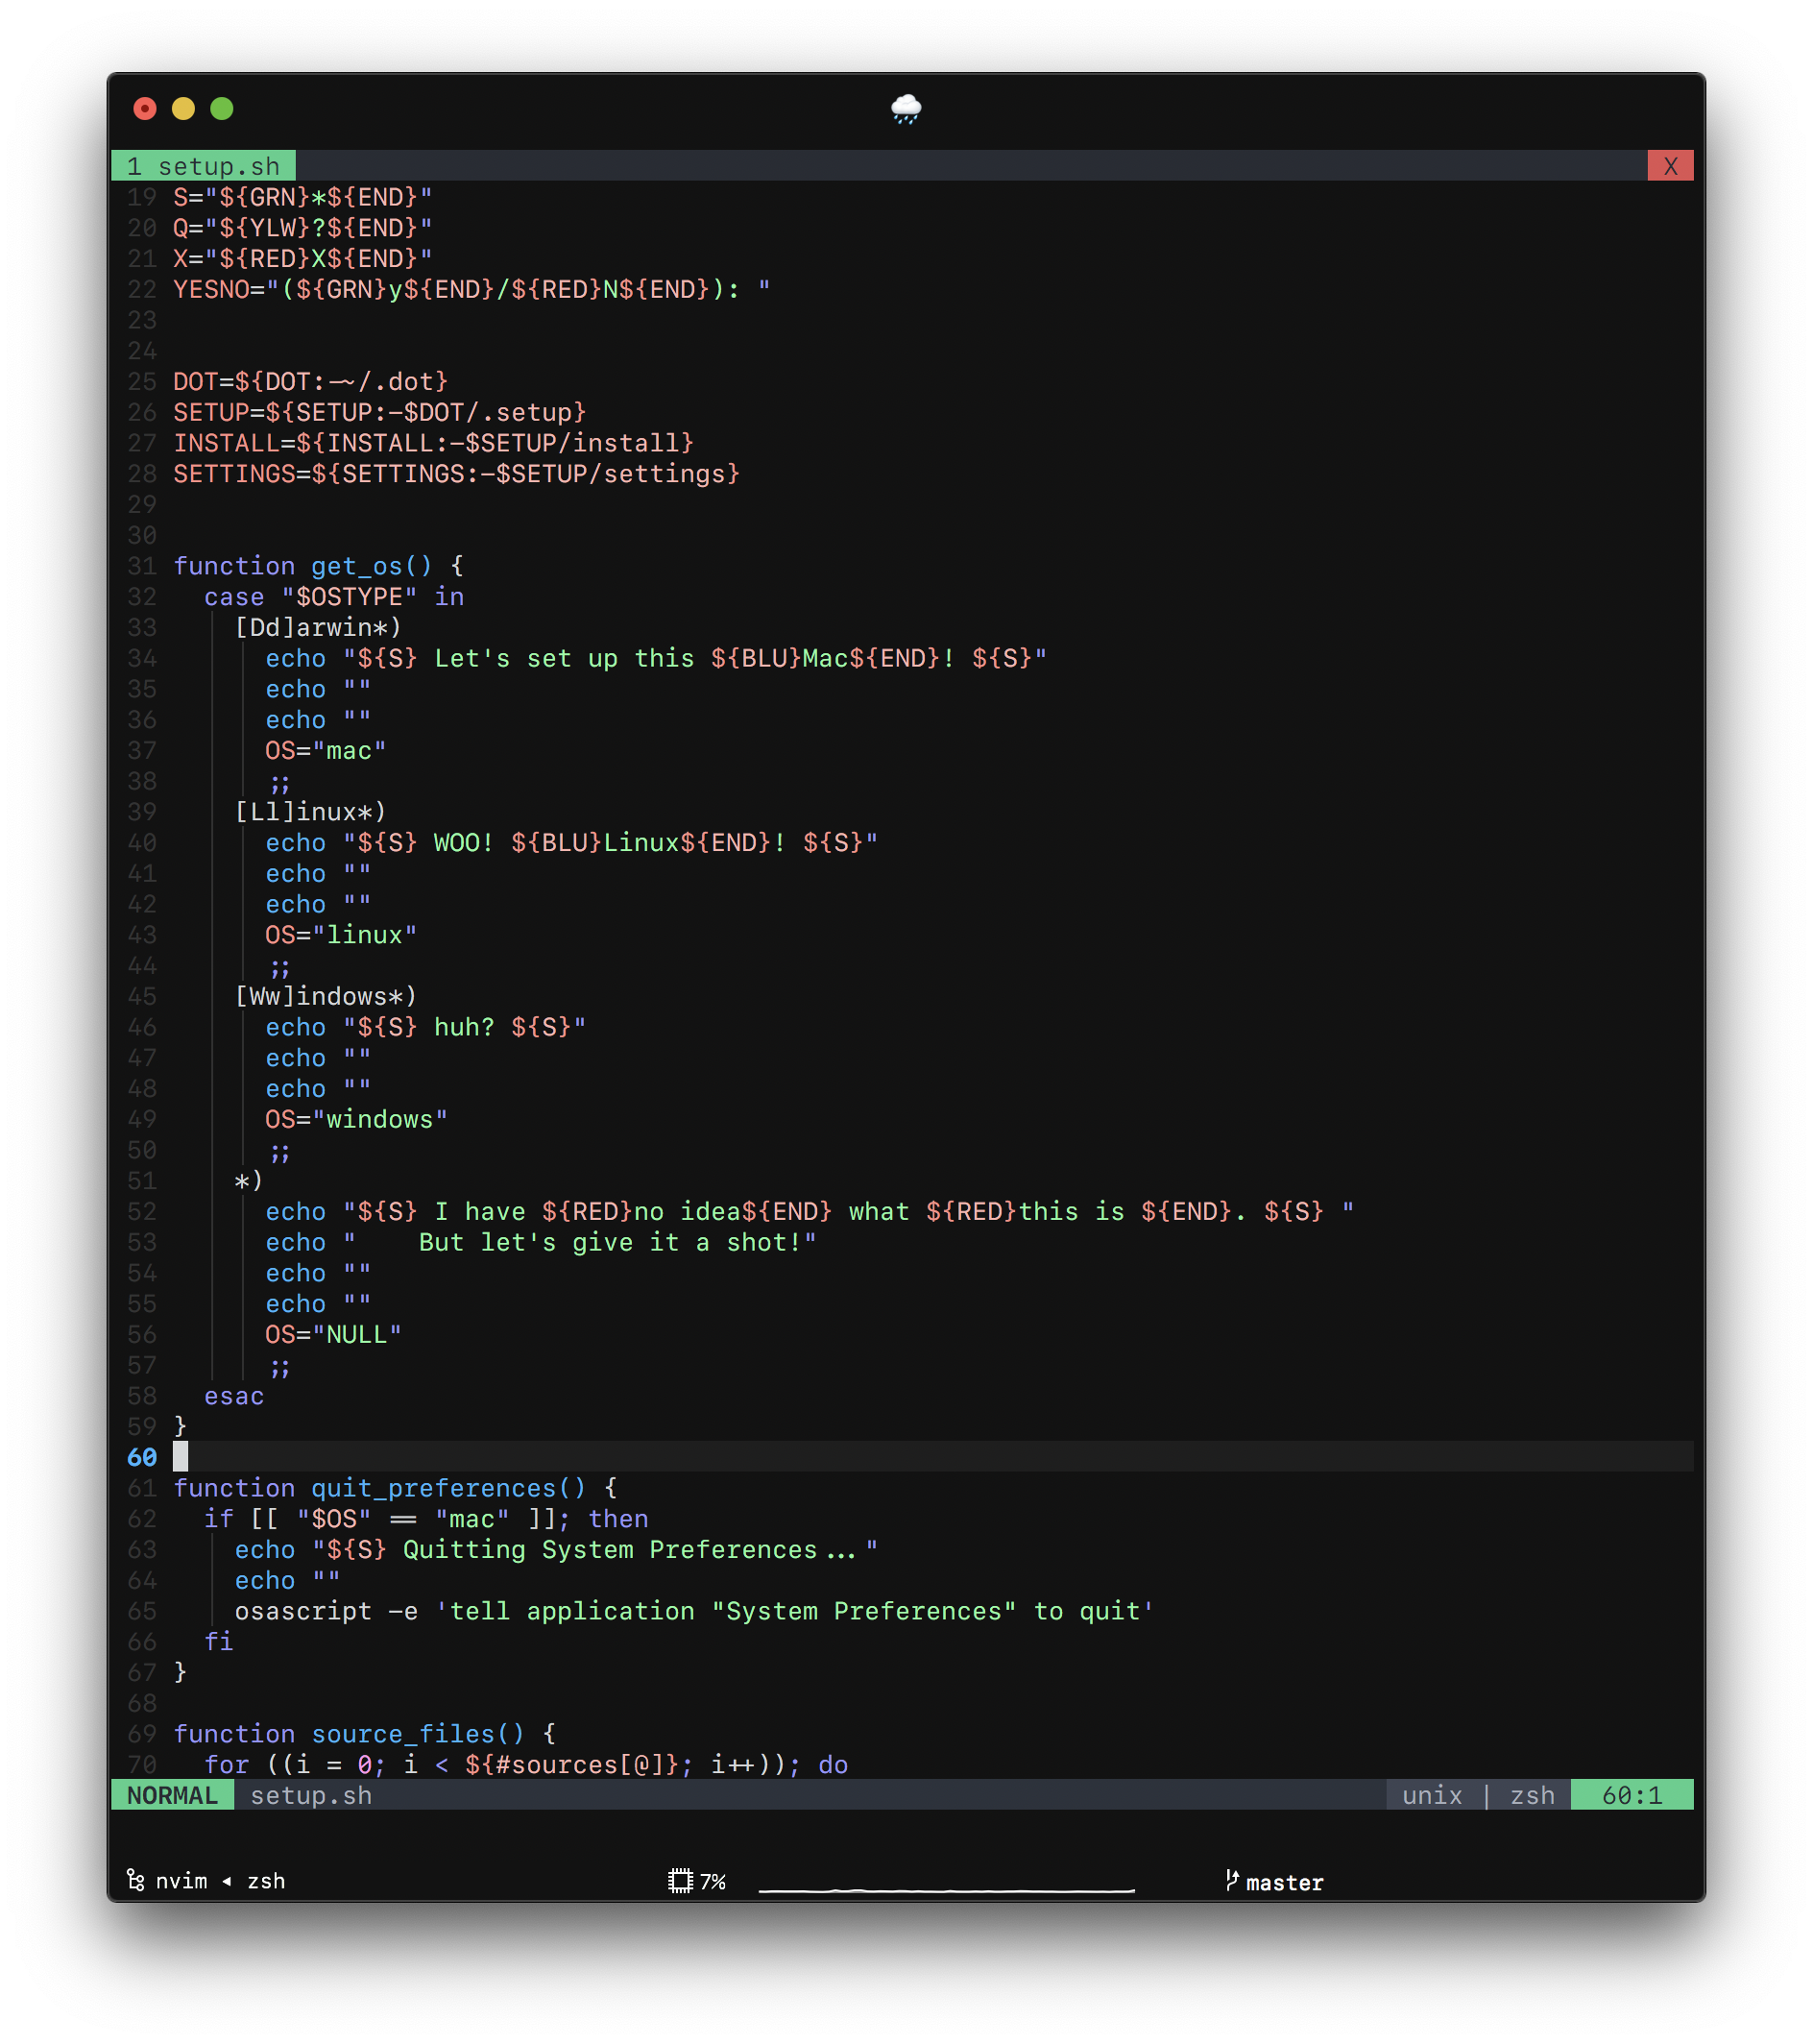 1 setup.sh X
19 S="${GRN}*${END}"
20 Q="${YLW}?${END}"
21 X="${RED}X${END}"
22 YESNO="(${GRN}y${END}/${RED}N${END}): "
23
24
25 DOT=${DOT:-~/.dot}
26 SETUP=${SETUP:-$DOT/.setup}
27 INSTALL=${INSTALL:-$SETUP/install}
28 SETTINGS=${SETTINGS:-$SETUP/settings}
29
30
31 function get_os() {
32   case "$OSTYPE" in
33     [Dd]arwin*)
34       echo "${S} Let's set up this ${BLU}Mac${END}! ${S}"
35       echo ""
36       echo ""
37       OS="mac"
38       ;;
39     [Ll]inux*)
40       echo "${S} WOO! ${BLU}Linux${END}! ${S}"
41       echo ""
42       echo ""
43       OS="linux"
44       ;;
45     [Ww]indows*)
46       echo "${S} huh? ${S}"
47       echo ""
48       echo ""
49       OS="windows"
50       ;;
51     *)
52       echo "${S} I have ${RED}no idea${END} what ${RED}this is ${END}. ${S} "
53       echo "    But let's give it a shot!"
54       echo ""
55       echo ""
56       OS="NULL"
57       ;;
58   esac
59 }
60
61 function quit_preferences() {
62   if [[ "$OS" == "mac" ]]; then
63     echo "${S} Quitting System Preferences..."
64     echo ""
65     osascript -e 'tell application "System Preferences" to quit'
66   fi
67 }
68
69 function source_files() {
70   for ((i = 0; i < ${#sources[@]}; i++)); do
NORMAL setup.sh unix | zsh 60:1
nvim ◂ zsh 7% master